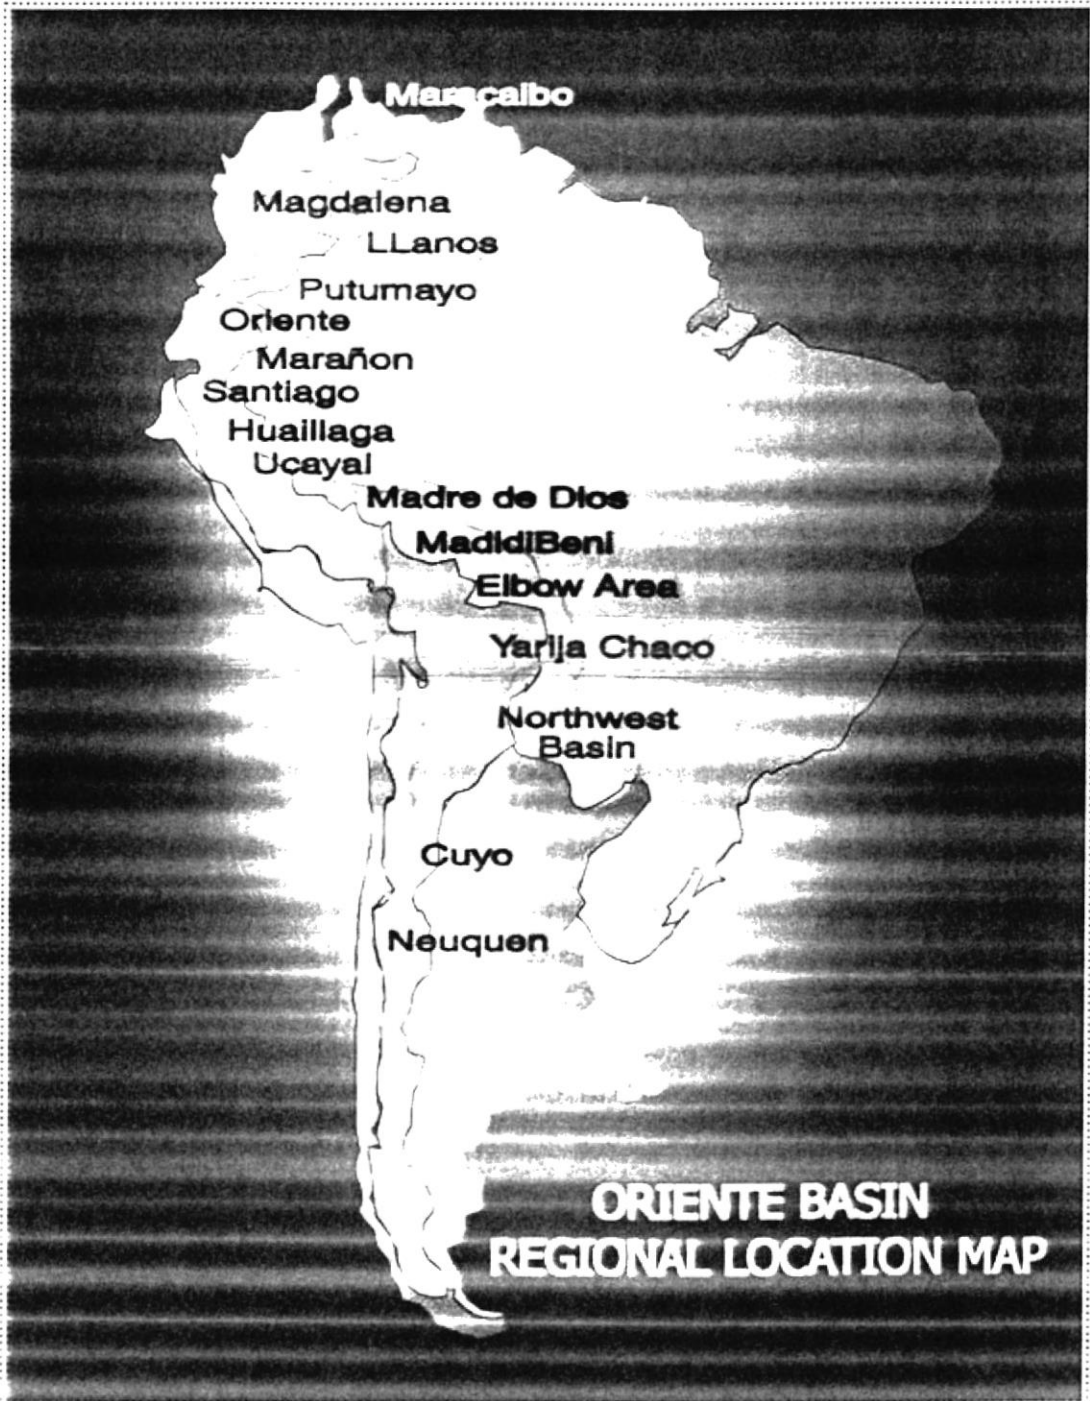 Maracaibo
Magdalena
LLanos
Putumayo
Oriente
Marañon
Santiago
Huaillaga
Ucayal
Madre de Dios
MadidiBeni
Elbow Area
Yarija Chaco
Northwest
Basin
Cuyo
Neuquen
ORIENTE BASIN
REGIONAL LOCATION MAP